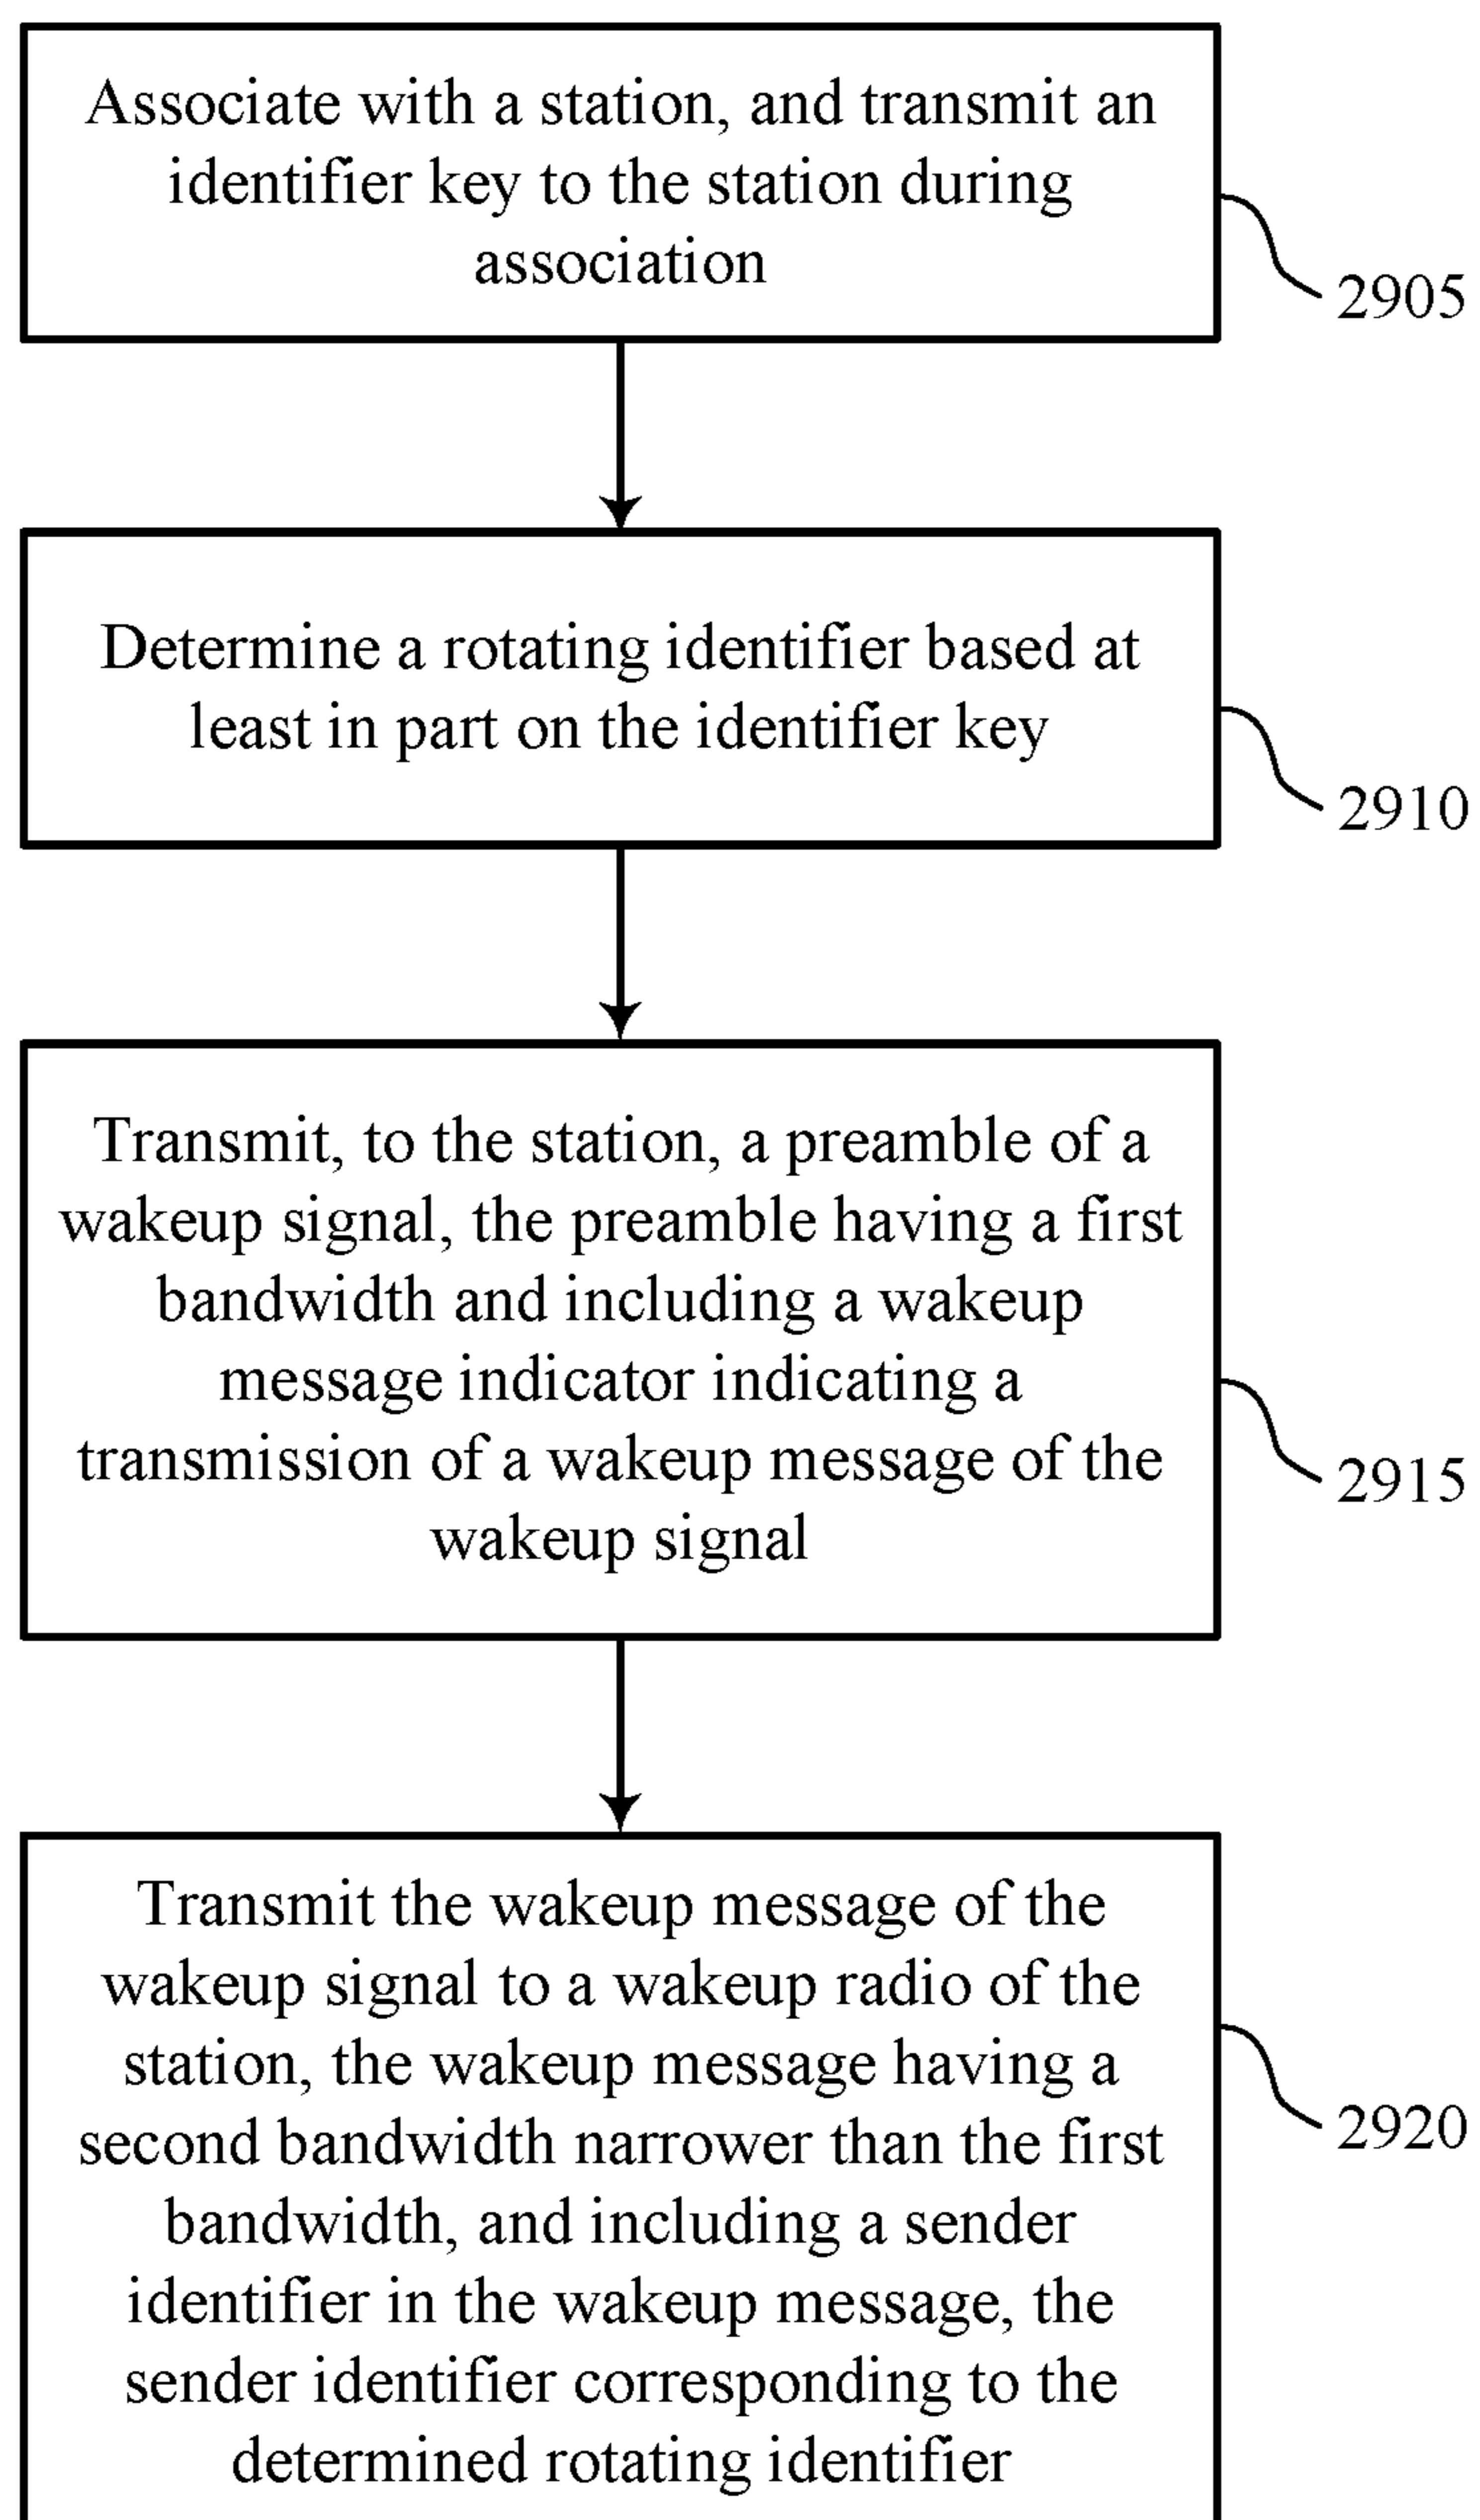 Associate with a station, and transmit an
identifier key to the station during
association
2905
Determine a rotating identifier based at
least in part on the identifier key
2910
Transmit, to the station, a preamble of a
wakeup signal, the preamble having a first
bandwidth and including a wakeup
message indicator indicating a
transmission of a wakeup message of the
wakeup signal
2915
Transmit the wakeup message of the
wakeup signal to a wakeup radio of the
station, the wakeup message having a
second bandwidth narrower than the first
bandwidth, and including a sender
identifier in the wakeup message, the
sender identifier corresponding to the
determined rotating identifier
2920